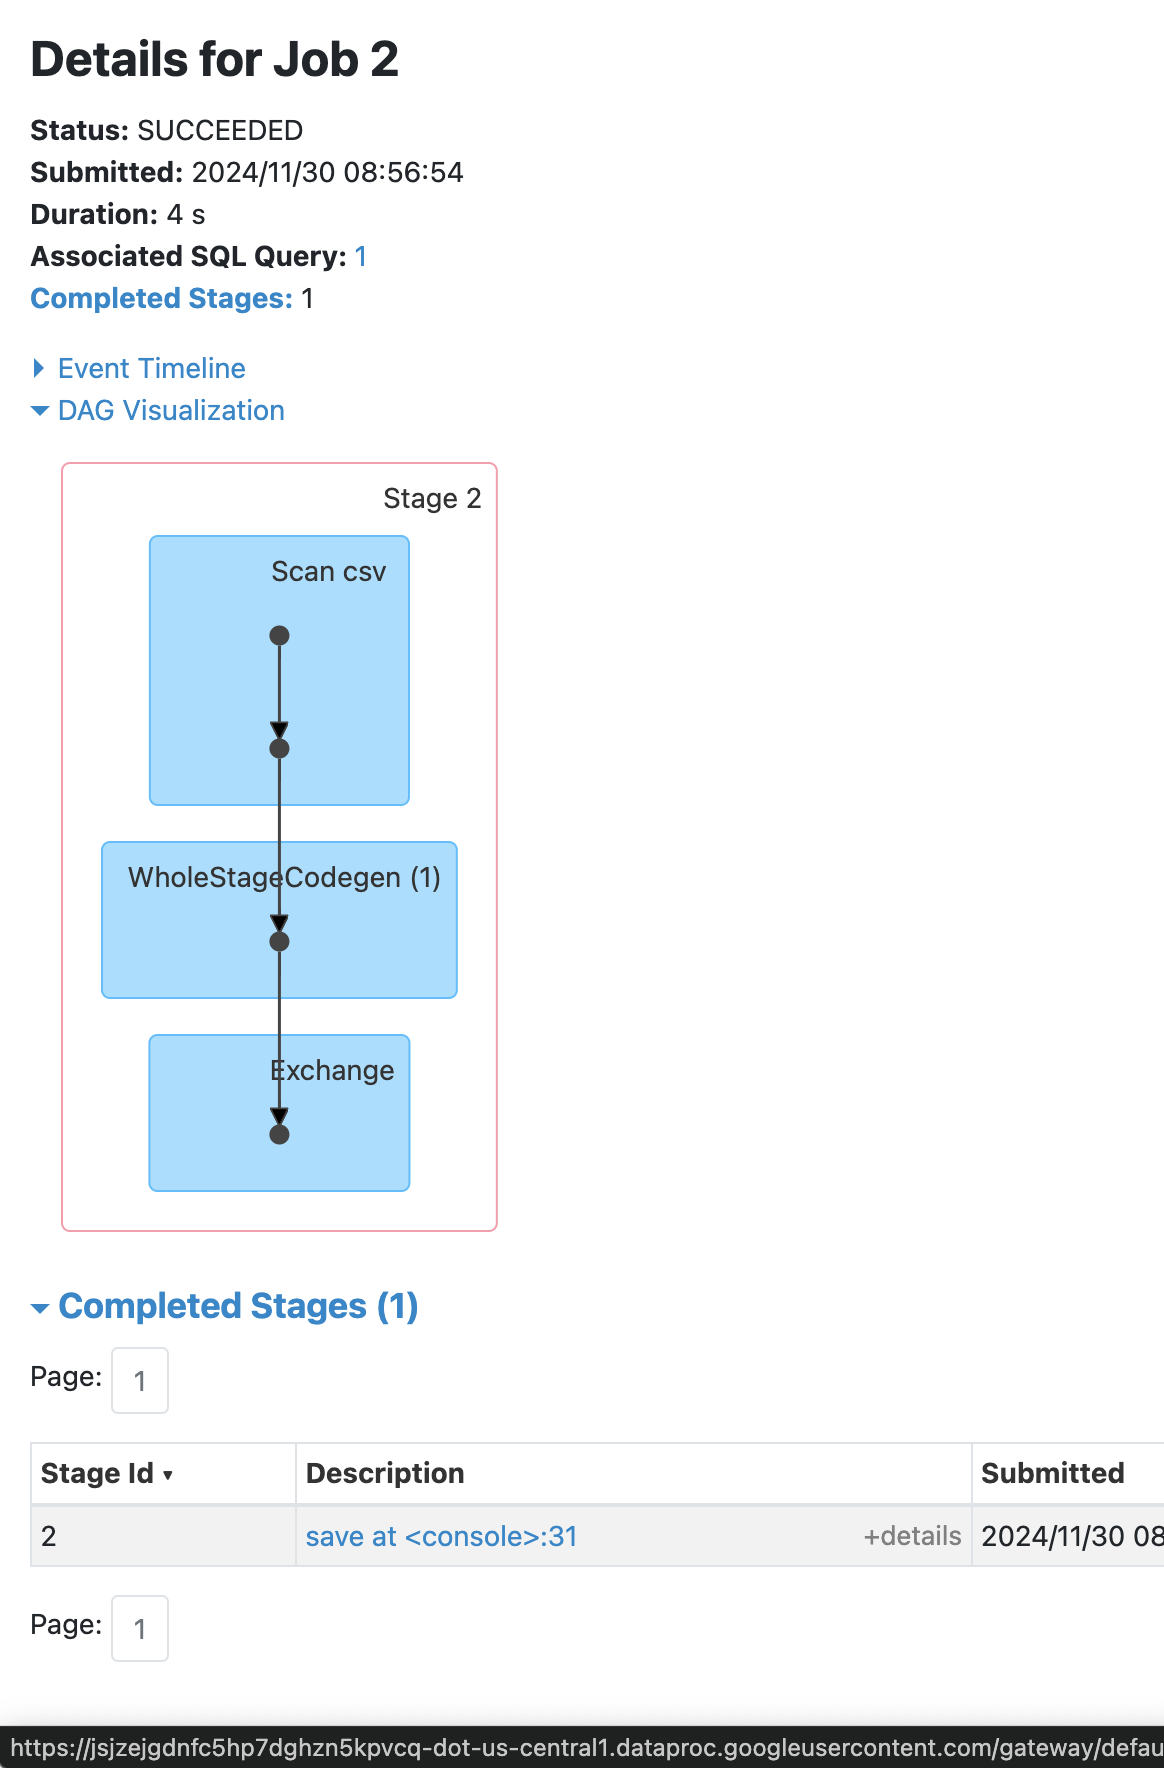 Details for Job 2
Status: SUCCEEDED
Submitted: 2024/11/30 08:56:54
Duration: 4 s
Associated SQL Query: 1
Completed Stages: 1
Event Timeline
DAG Visualization
Stage 2
Scan csv
WholeStageCodegen (1)
Exchange
Completed Stages (1)
Page: 1
Stage Id ▾ Description Submitted
2 save at <console>:31 +details 2024/11/30 08
Page: 1
https://jsjzejgdnfc5hp7dghzn5kpvcq-dot-us-central1.dataproc.googleusercontent.com/gateway/defau